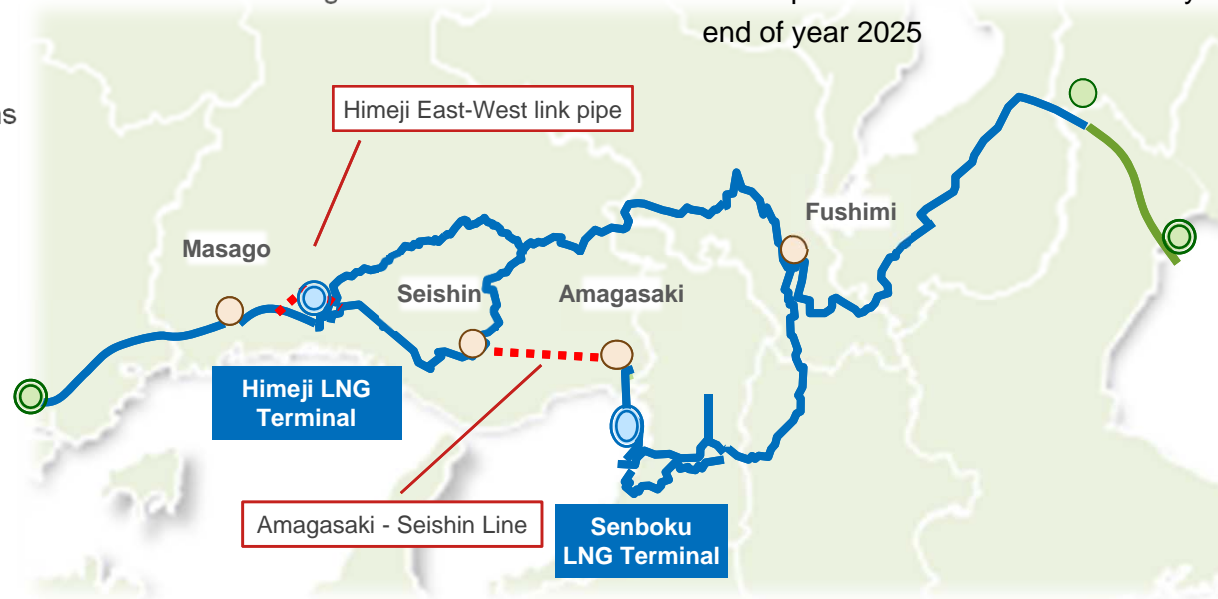 end of year 2025
Himeji East-West link pipe
Fushimi
Masago
Seishin
Amagasaki
Himeji LNG
Terminal
Amagasaki - Seishin Line
Senboku
LNG Terminal